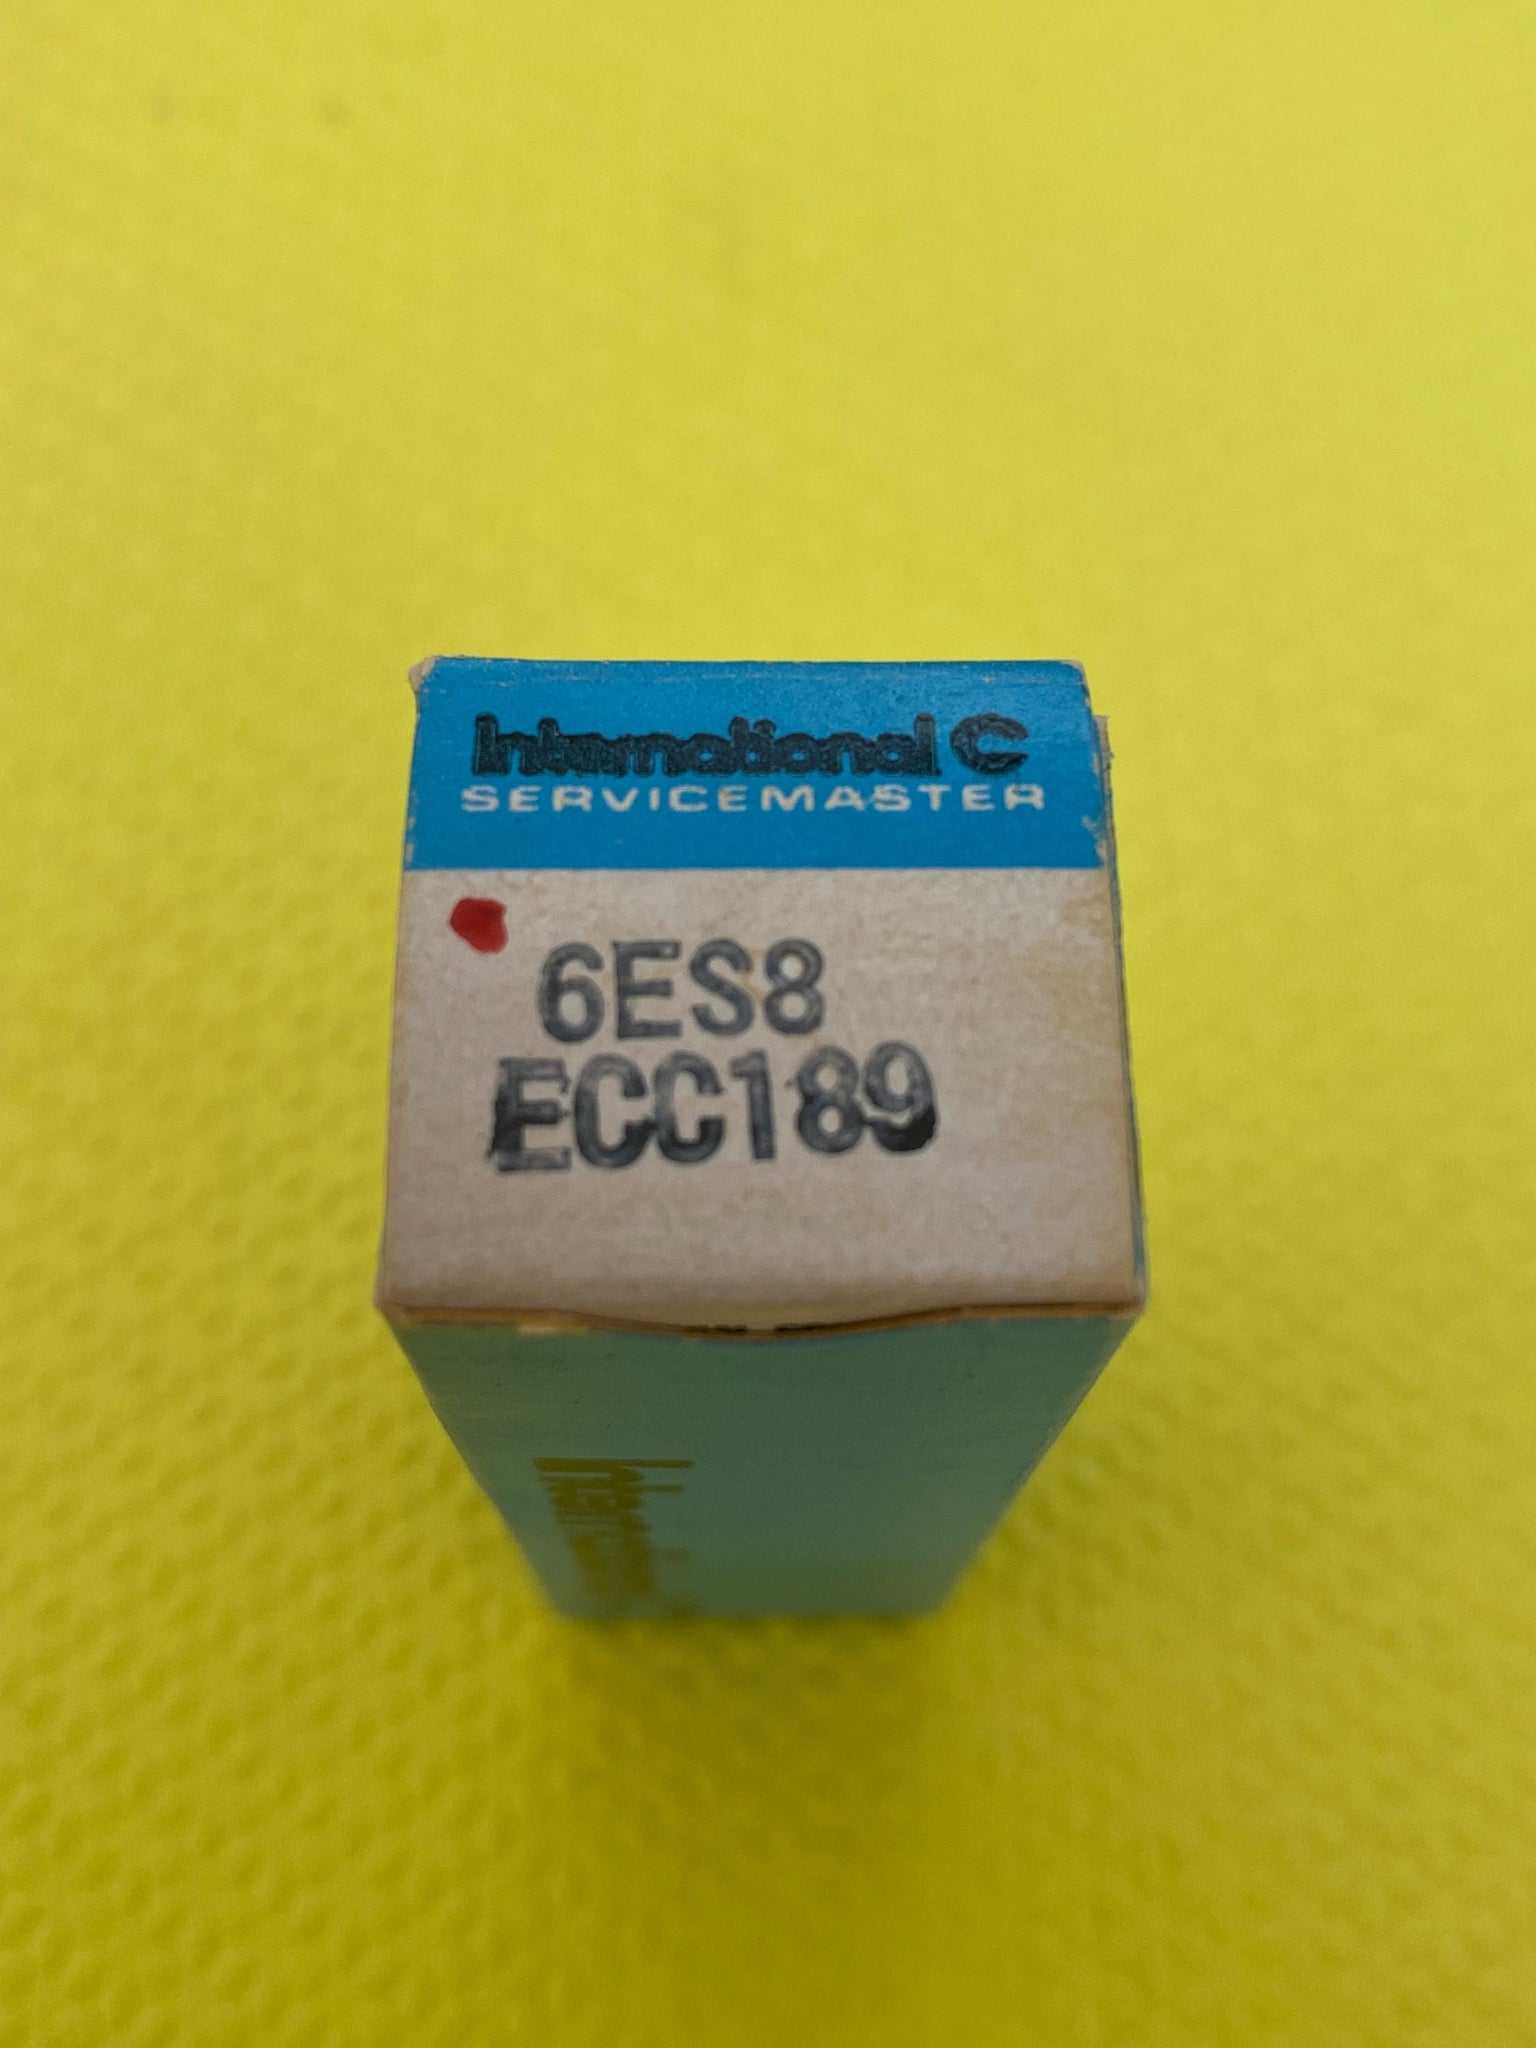 International C
SERVICEMASTER
6ES8
ECC189